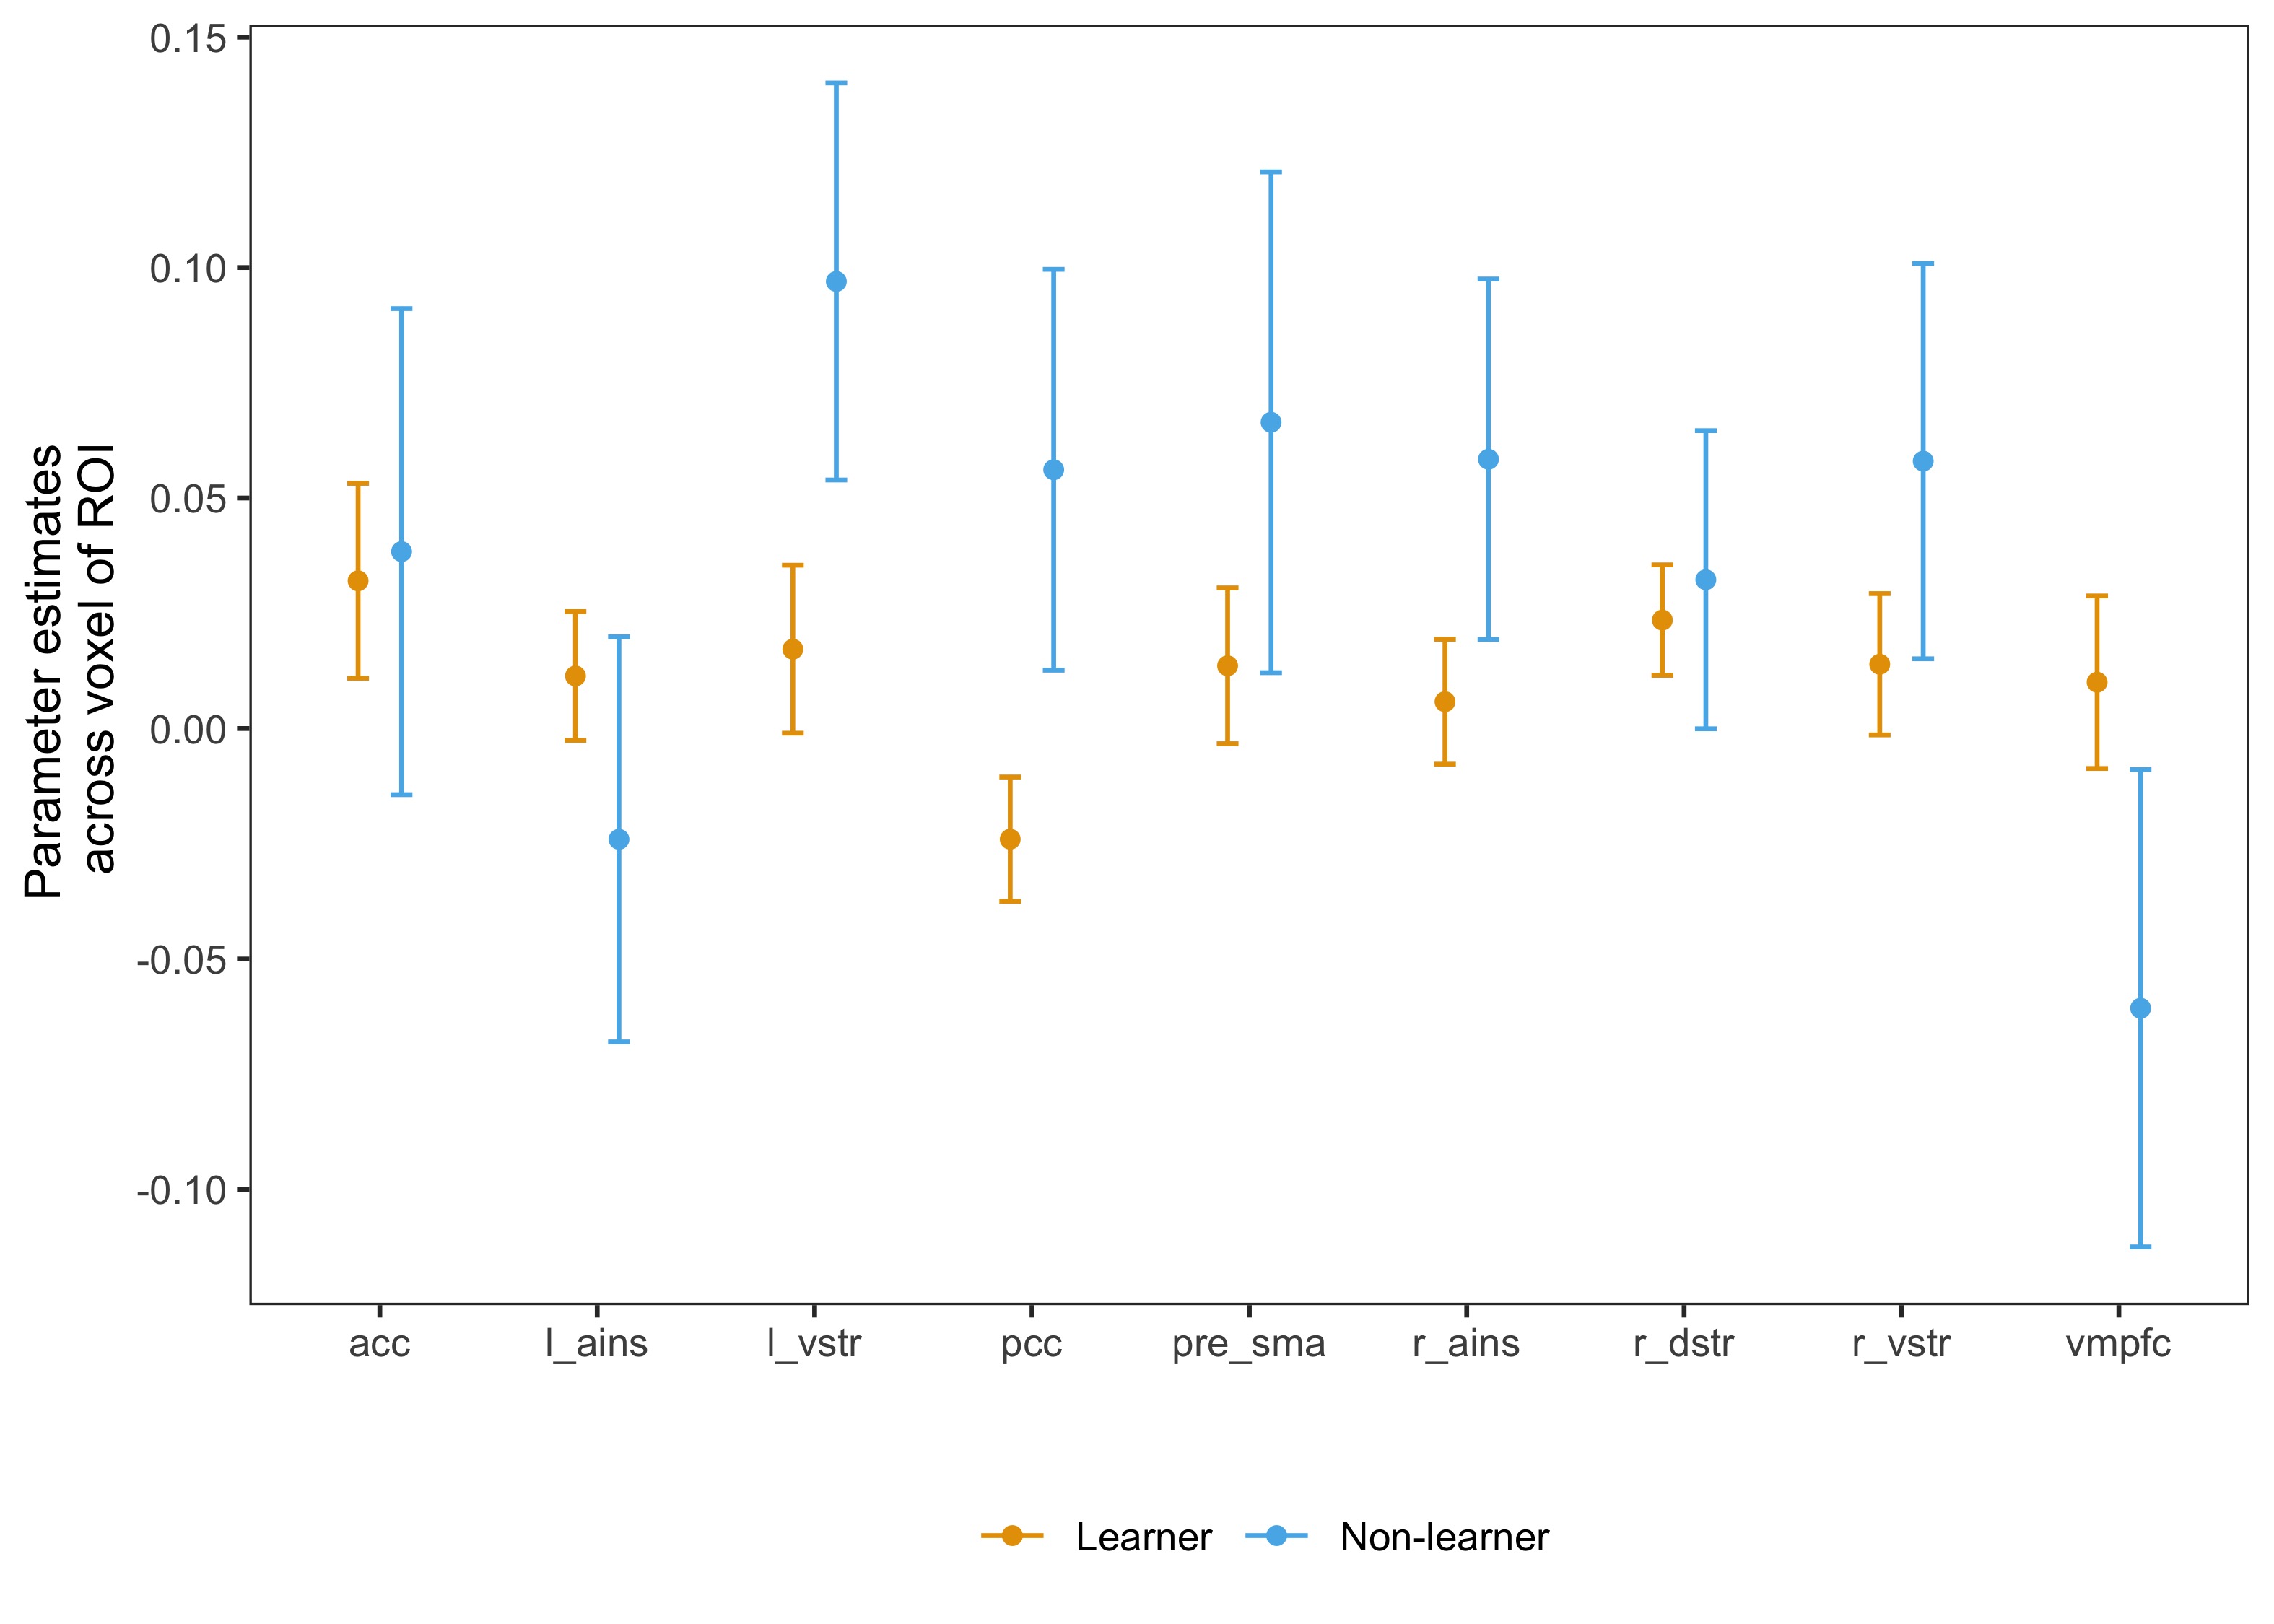 Parameter estimates
across voxel of ROI
0.15
0.10
0.05
0.00
-0.05
-0.10
acc l_ains l_vstr pcc pre_sma r_ains r_dstr r_vstr vmpfc
Learner Non-learner